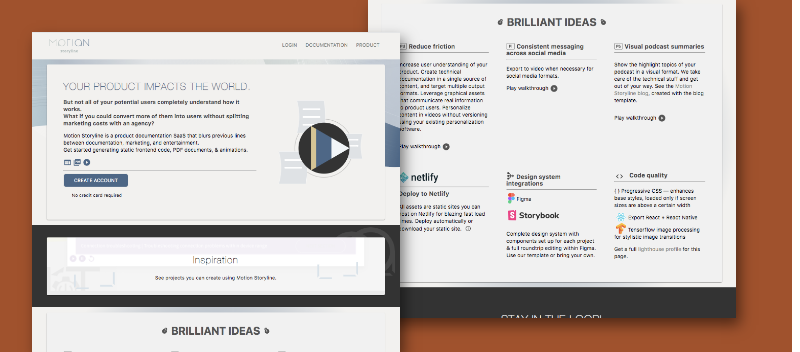 MOTION
storyline
LOGIN DOCUMENTATION PRODUCT
YOUR PRODUCT IMPACTS THE WORLD.
But not all of your potential users completely understand how it
works.
What if you could convert more of them into users without splitting
marketing costs with an agency?
Motion Storyline is a product documentation SaaS that blurs previous lines
between documentation, marketing, and entertainment.
Get started generating static frontend code, PDF documents, & animations.
CREATE ACCOUNT
No credit card required
Inspiration
See projects you can create using Motion Storyline.
BRILLIANT IDEAS
BRILLIANT IDEAS
Reduce friction
Increase user understanding of your
product. Create technical
documentation in a single source of
content, and target multiple output
formats. Leverage graphical assets
that communicate real information
to product users. Personalize
content in videos without versioning
using your existing personalization
software.
Play walkthrough
Consistent messaging
across social media
Export to video when necessary for
social media formats.
Play walkthrough
Visual podcast summaries
Show the highlight topics of your
podcast in a visual format. We take
care of the technical stuff and get
out of your way. See the Motion
Storyline blog, created with the blog
template.
Play walkthrough
netlify
Deploy to Netlify
All assets are static sites you can
host on Netlify for blazing fast load
times. Deploy automatically or
download your static site.
Design system
integrations
Figma
Storybook
Complete design system with
components set up for each project
& full roundtrip editing within Figma.
Use our template or bring your own.
<> Code quality
{ } Progressive CSS — enhances
base styles, loaded only if screen
sizes are above a certain width
Export React + React Native
Tensorflow image processing
for stylistic image transitions
Get a full lighthouse profile for this
page.
STAY IN THE LOOP!